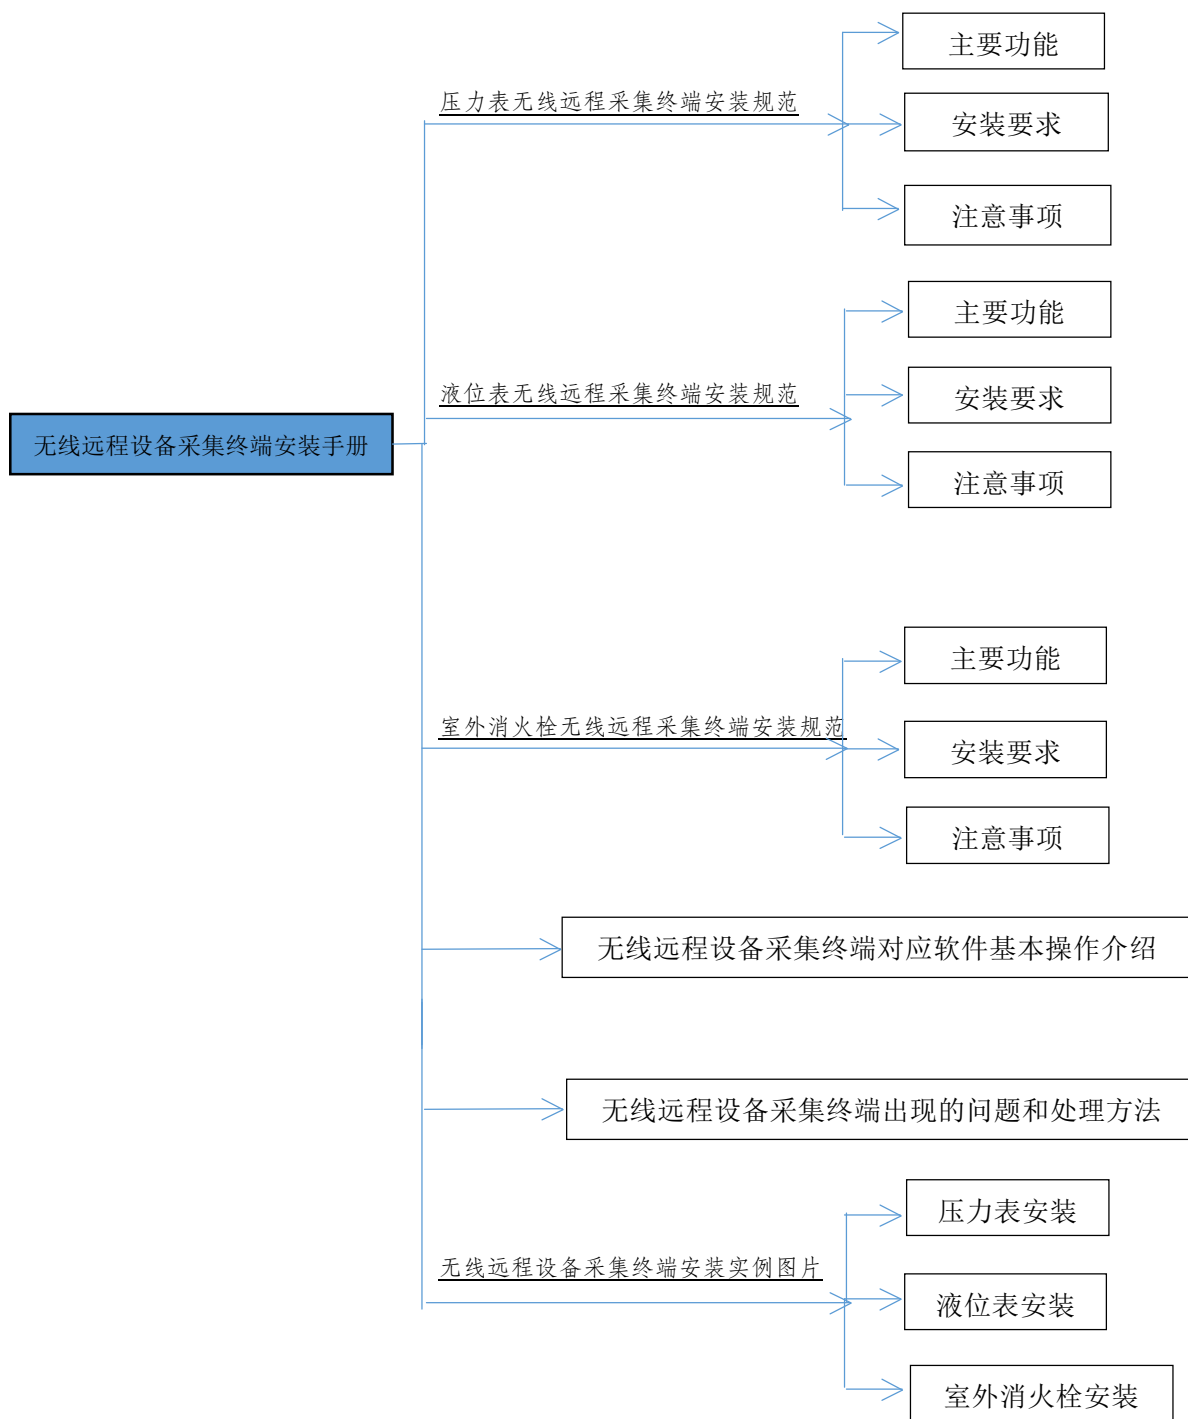 无线远程设备采集终端安装手册
压力表无线远程采集终端安装规范
主要功能
安装要求
注意事项
液位表无线远程采集终端安装规范
主要功能
安装要求
注意事项
室外消火栓无线远程采集终端安装规范
主要功能
安装要求
注意事项
无线远程设备采集终端对应软件基本操作介绍
无线远程设备采集终端出现的问题和处理方法
无线远程设备采集终端安装实例图片
压力表安装
液位表安装
室外消火栓安装